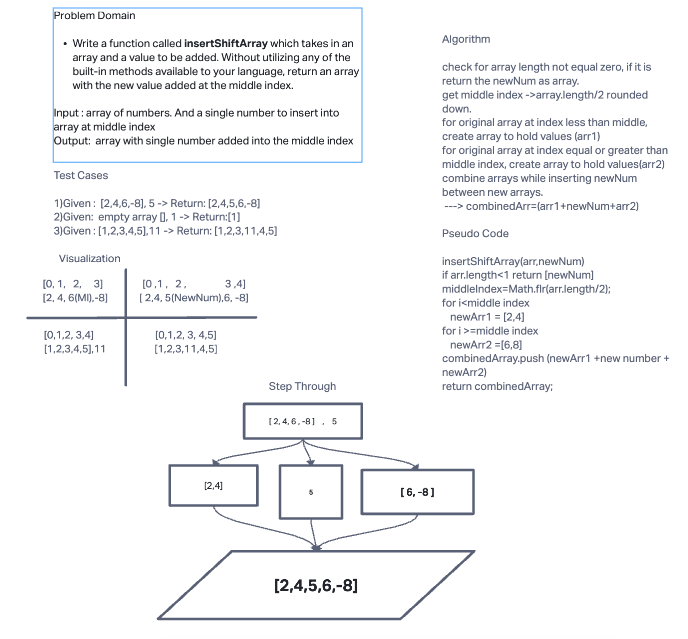 Problem Domain
• Write a function called insertShiftArray which takes in an
array and a value to be added. Without utilizing any of the
built-in methods available to your language, return an array
with the new value added at the middle index.
Input : array of numbers. And a single number to insert into
array at middle index
Output: array with single number added into the middle index
Test Cases
1)Given : [2,4,6,-8], 5 -> Return: [2,4,5,6,-8]
2)Given: empty array [], 1 -> Return:[1]
3)Given : [1,2,3,4,5],11 -> Return: [1,2,3,11,4,5]
Visualization
[0, 1, 2, 3]
[2, 4, 6(MI),-8]
[0 ,1 , 2 , 3 ,4]
[ 2,4, 5(NewNum),6, -8]
[0,1,2, 3,4]
[1,2,3,4,5],11
[0,1,2, 3, 4,5]
[1,2,3,11,4,5]
Algorithm
check for array length not equal zero, if it is
return the newNum as array.
get middle index ->array.length/2 rounded
down.
for original array at index less than middle,
create array to hold values (arr1)
for original array at index equal or greater than
middle index, create array to hold values(arr2)
combine arrays while inserting newNum
between new arrays.
---> combinedArr=(arr1+newNum+arr2)
Pseudo Code
insertShiftArray(arr,newNum)
if arr.length<1 return [newNum]
middleIndex=Math.flr(arr.length/2);
for i<middle index
newArr1 = [2,4]
for i >=middle index
newArr2 =[6,8]
combinedArray.push (newArr1 +new number +
newArr2)
return combinedArray;
Step Through
[ 2, 4, 6 , -8 ] , 5
[2,4]
5
[ 6, -8 ]
[2,4,5,6,-8]